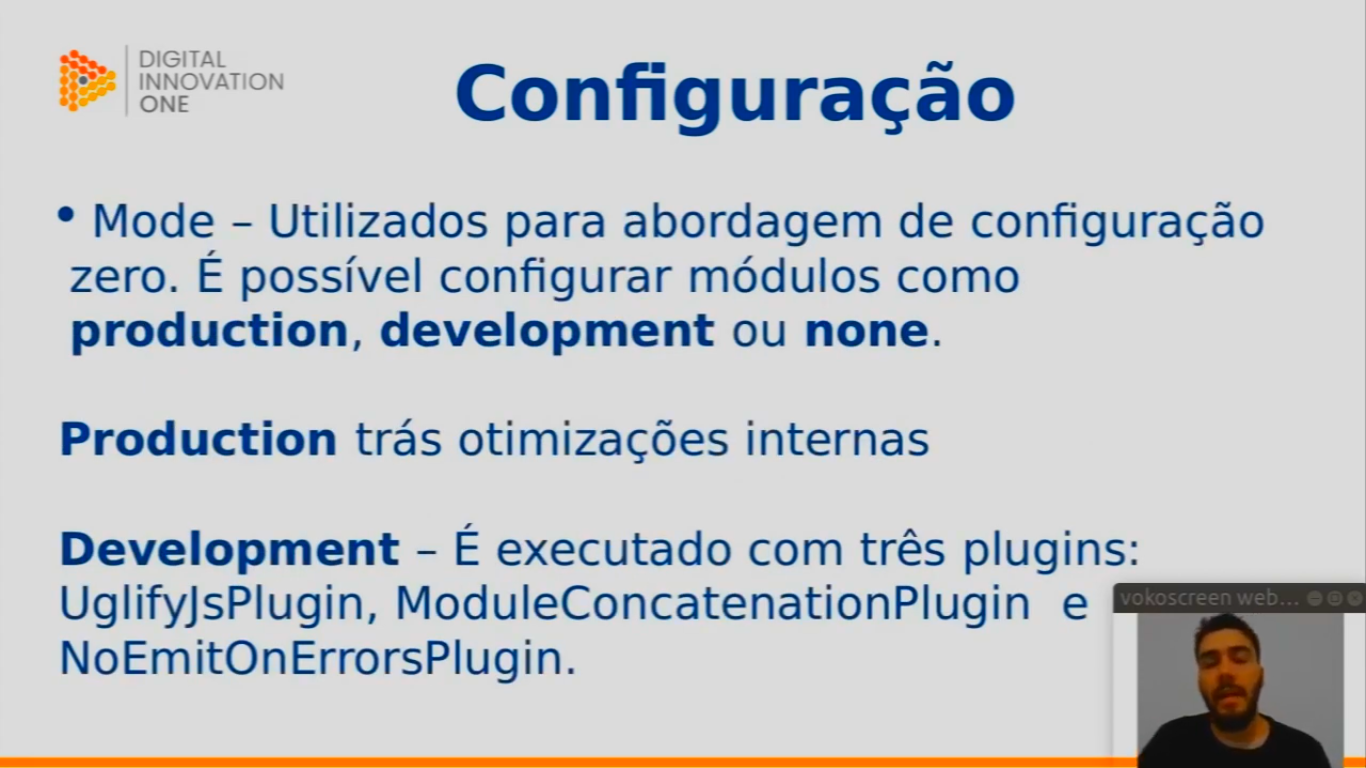 DIGITAL
INNOVATION
ONE
Configuração
• Mode – Utilizados para abordagem de configuração
zero. É possível configurar módulos como
production, development ou none.
Production trás otimizações internas
Development – É executado com três plugins:
UglifyJsPlugin, ModuleConcatenationPlugin e
NoEmitOnErrorsPlugin.
vokoscreen web...